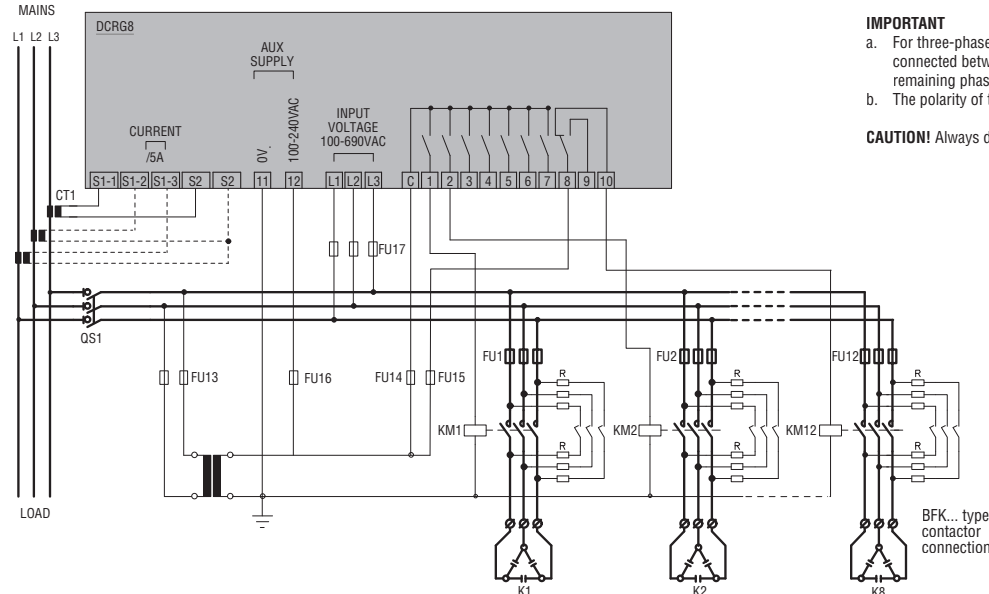 MAINS
L1 L2 L3
DCRG8
AUX
SUPPLY
0V.
100-240VAC
CURRENT
/5A
INPUT
VOLTAGE
100-690VAC
S1-1 S1-2 S1-3 S2 S2 11 12 L1 L2 L3 C 1 2 3 4 5 6 7 8 9 10
CT1
FU17
QS1
FU13
FU16
FU14
FU15
FU1
FU2
FU12
R
R
R
KM1
KM2
KM12
R
R
R
LOAD
K1
K2
K8
IMPORTANT
a. For three-phase
connected betw
remaining phas
b. The polarity of t
CAUTION! Always d
BFK... type
contactor
connection